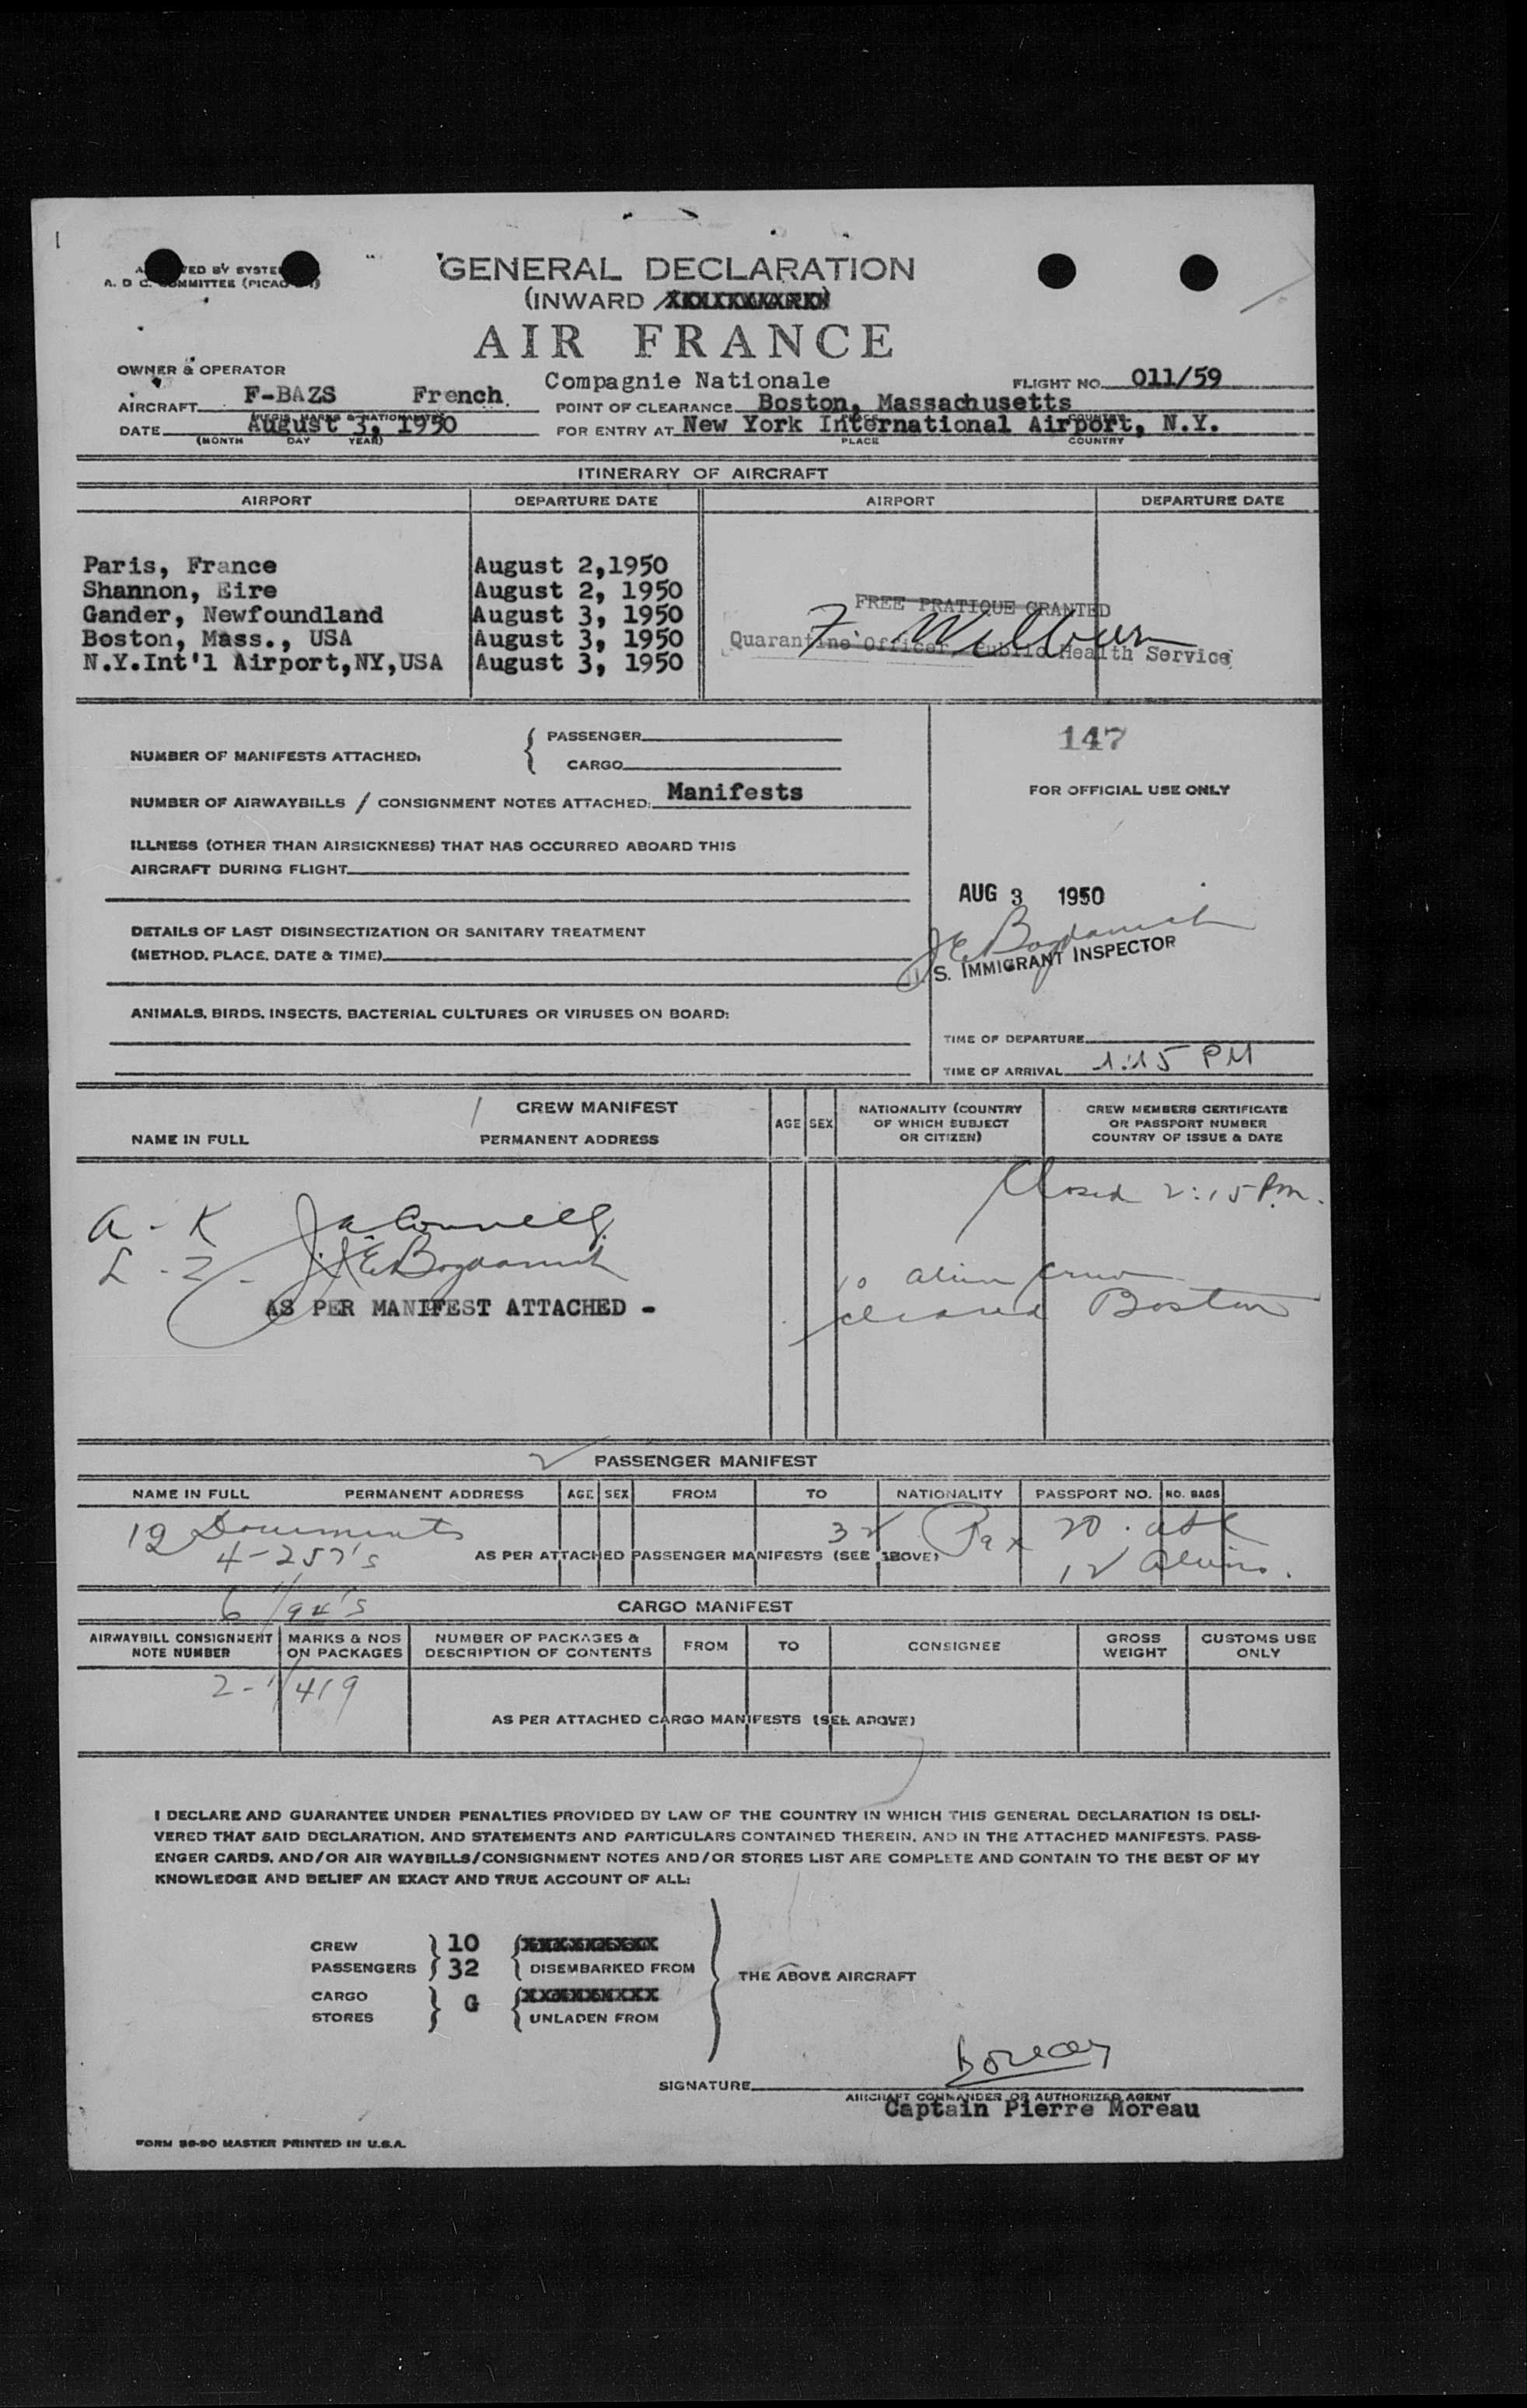 GENERAL DECLARATION
(INWARD
AIR FRANCE
OWNER & OPERATOR
Compagnie Nationale
FLIGHT NO. 011/59
AIRCRAFT F-BAZS French
POINT OF CLEARANCE Boston, Massachusetts
DATE August 3, 1950
(MONTH DAY YEAR)
FOR ENTRY AT New York International Airport, N.Y.
PLACE COUNTRY
ITINERARY OF AIRCRAFT
AIRPORT DEPARTURE DATE AIRPORT DEPARTURE DATE
Paris, France August 2,1950
Shannon, Eire August 2, 1950
Gander, Newfoundland August 3, 1950
Boston, Mass., USA August 3, 1950
N.Y.Int'l Airport,NY,USA August 3, 1950
FREE PRATIQUE GRANTED
Quarantine Officer, Public Health Service
NUMBER OF MANIFESTS ATTACHED: { PASSENGER
CARGO
NUMBER OF AIRWAYBILLS / CONSIGNMENT NOTES ATTACHED: Manifests
ILLNESS (OTHER THAN AIRSICKNESS) THAT HAS OCCURRED ABOARD THIS
AIRCRAFT DURING FLIGHT
DETAILS OF LAST DISINSECTIZATION OR SANITARY TREATMENT
(METHOD, PLACE, DATE & TIME)
ANIMALS, BIRDS, INSECTS, BACTERIAL CULTURES OR VIRUSES ON BOARD:
147
FOR OFFICIAL USE ONLY
AUG 3 1950
S. IMMIGRANT INSPECTOR
TIME OF DEPARTURE
TIME OF ARRIVAL 1:15 PM
CREW MANIFEST
NAME IN FULL PERMANENT ADDRESS AGE SEX
NATIONALITY (COUNTRY
OF WHICH SUBJECT
OR CITIZEN)
CREW MEMBERS CERTIFICATE
OR PASSPORT NUMBER
COUNTRY OF ISSUE & DATE
Closed 2:15 Pm.
A - K
L - Z -
10 alien crew
cleared Boston
AS PER MANIFEST ATTACHED -
PASSENGER MANIFEST
NAME IN FULL PERMANENT ADDRESS AGE SEX FROM TO NATIONALITY PASSPORT NO. NO. BAGS
12 Documents 32 Pax 20
4-257's AS PER ATTACHED PASSENGER MANIFESTS (SEE ABOVE) 12 Aliens.
6
CARGO MANIFEST
AIRWAYBILL CONSIGNMENT
NOTE NUMBER
MARKS & NOS
ON PACKAGES
NUMBER OF PACKAGES &
DESCRIPTION OF CONTENTS
FROM TO CONSIGNEE
GROSS
WEIGHT
CUSTOMS USE
ONLY
AS PER ATTACHED CARGO MANIFESTS (SEE ABOVE)
I DECLARE AND GUARANTEE UNDER PENALTIES PROVIDED BY LAW OF THE COUNTRY IN WHICH THIS GENERAL DECLARATION IS DELI-
VERED THAT SAID DECLARATION, AND STATEMENTS AND PARTICULARS CONTAINED THEREIN, AND IN THE ATTACHED MANIFESTS, PASS-
ENGER CARDS, AND/OR AIR WAYBILLS/CONSIGNMENT NOTES AND/OR STORES LIST ARE COMPLETE AND CONTAIN TO THE BEST OF MY
KNOWLEDGE AND BELIEF AN EXACT AND TRUE ACCOUNT OF ALL:
CREW 10
PASSENGERS 32 DISEMBARKED FROM
THE ABOVE AIRCRAFT
CARGO
STORES G UNLADEN FROM
SIGNATURE
AIRCRAFT COMMANDER OR AUTHORIZED AGENT
Captain Pierre Moreau
FORM 80-90 MASTER PRINTED IN U.S.A.